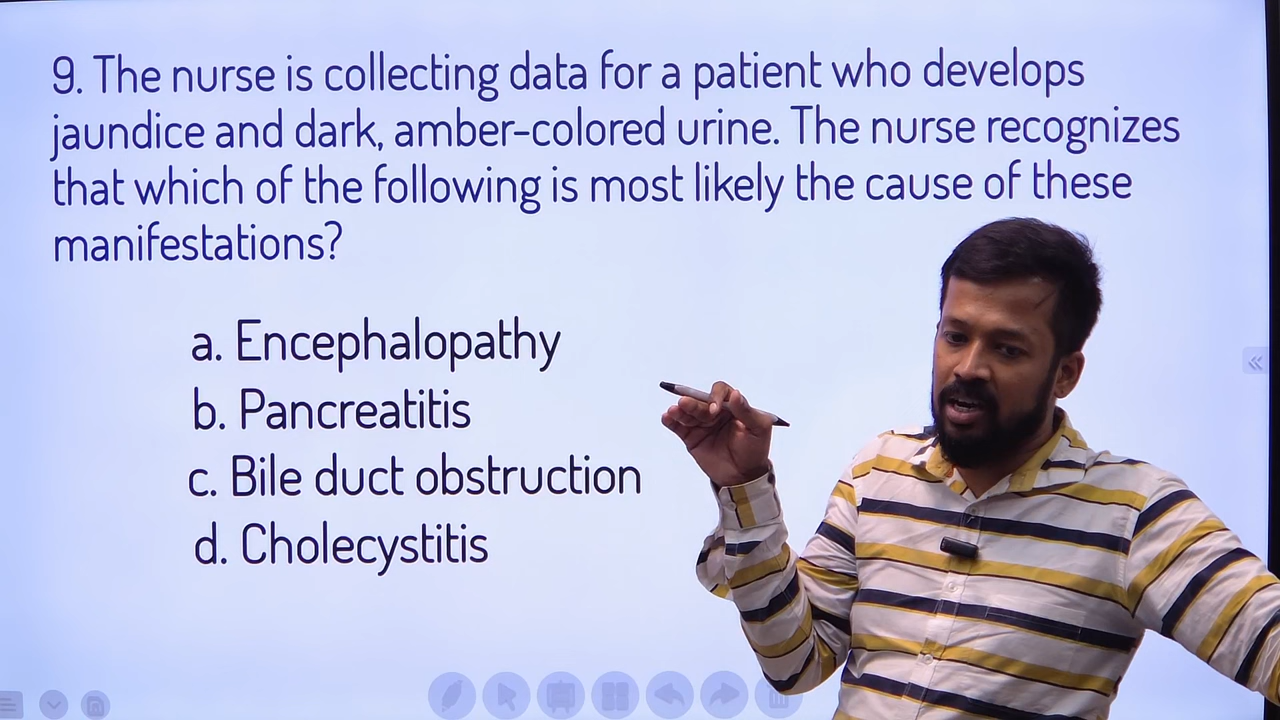 9. The nurse is collecting data for a patient who develops
jaundice and dark, amber-colored urine. The nurse recognizes
that which of the following is most likely the cause of these
manifestations?
a. Encephalopathy
b. Pancreatitis
c. Bile duct obstruction
d. Cholecystitis